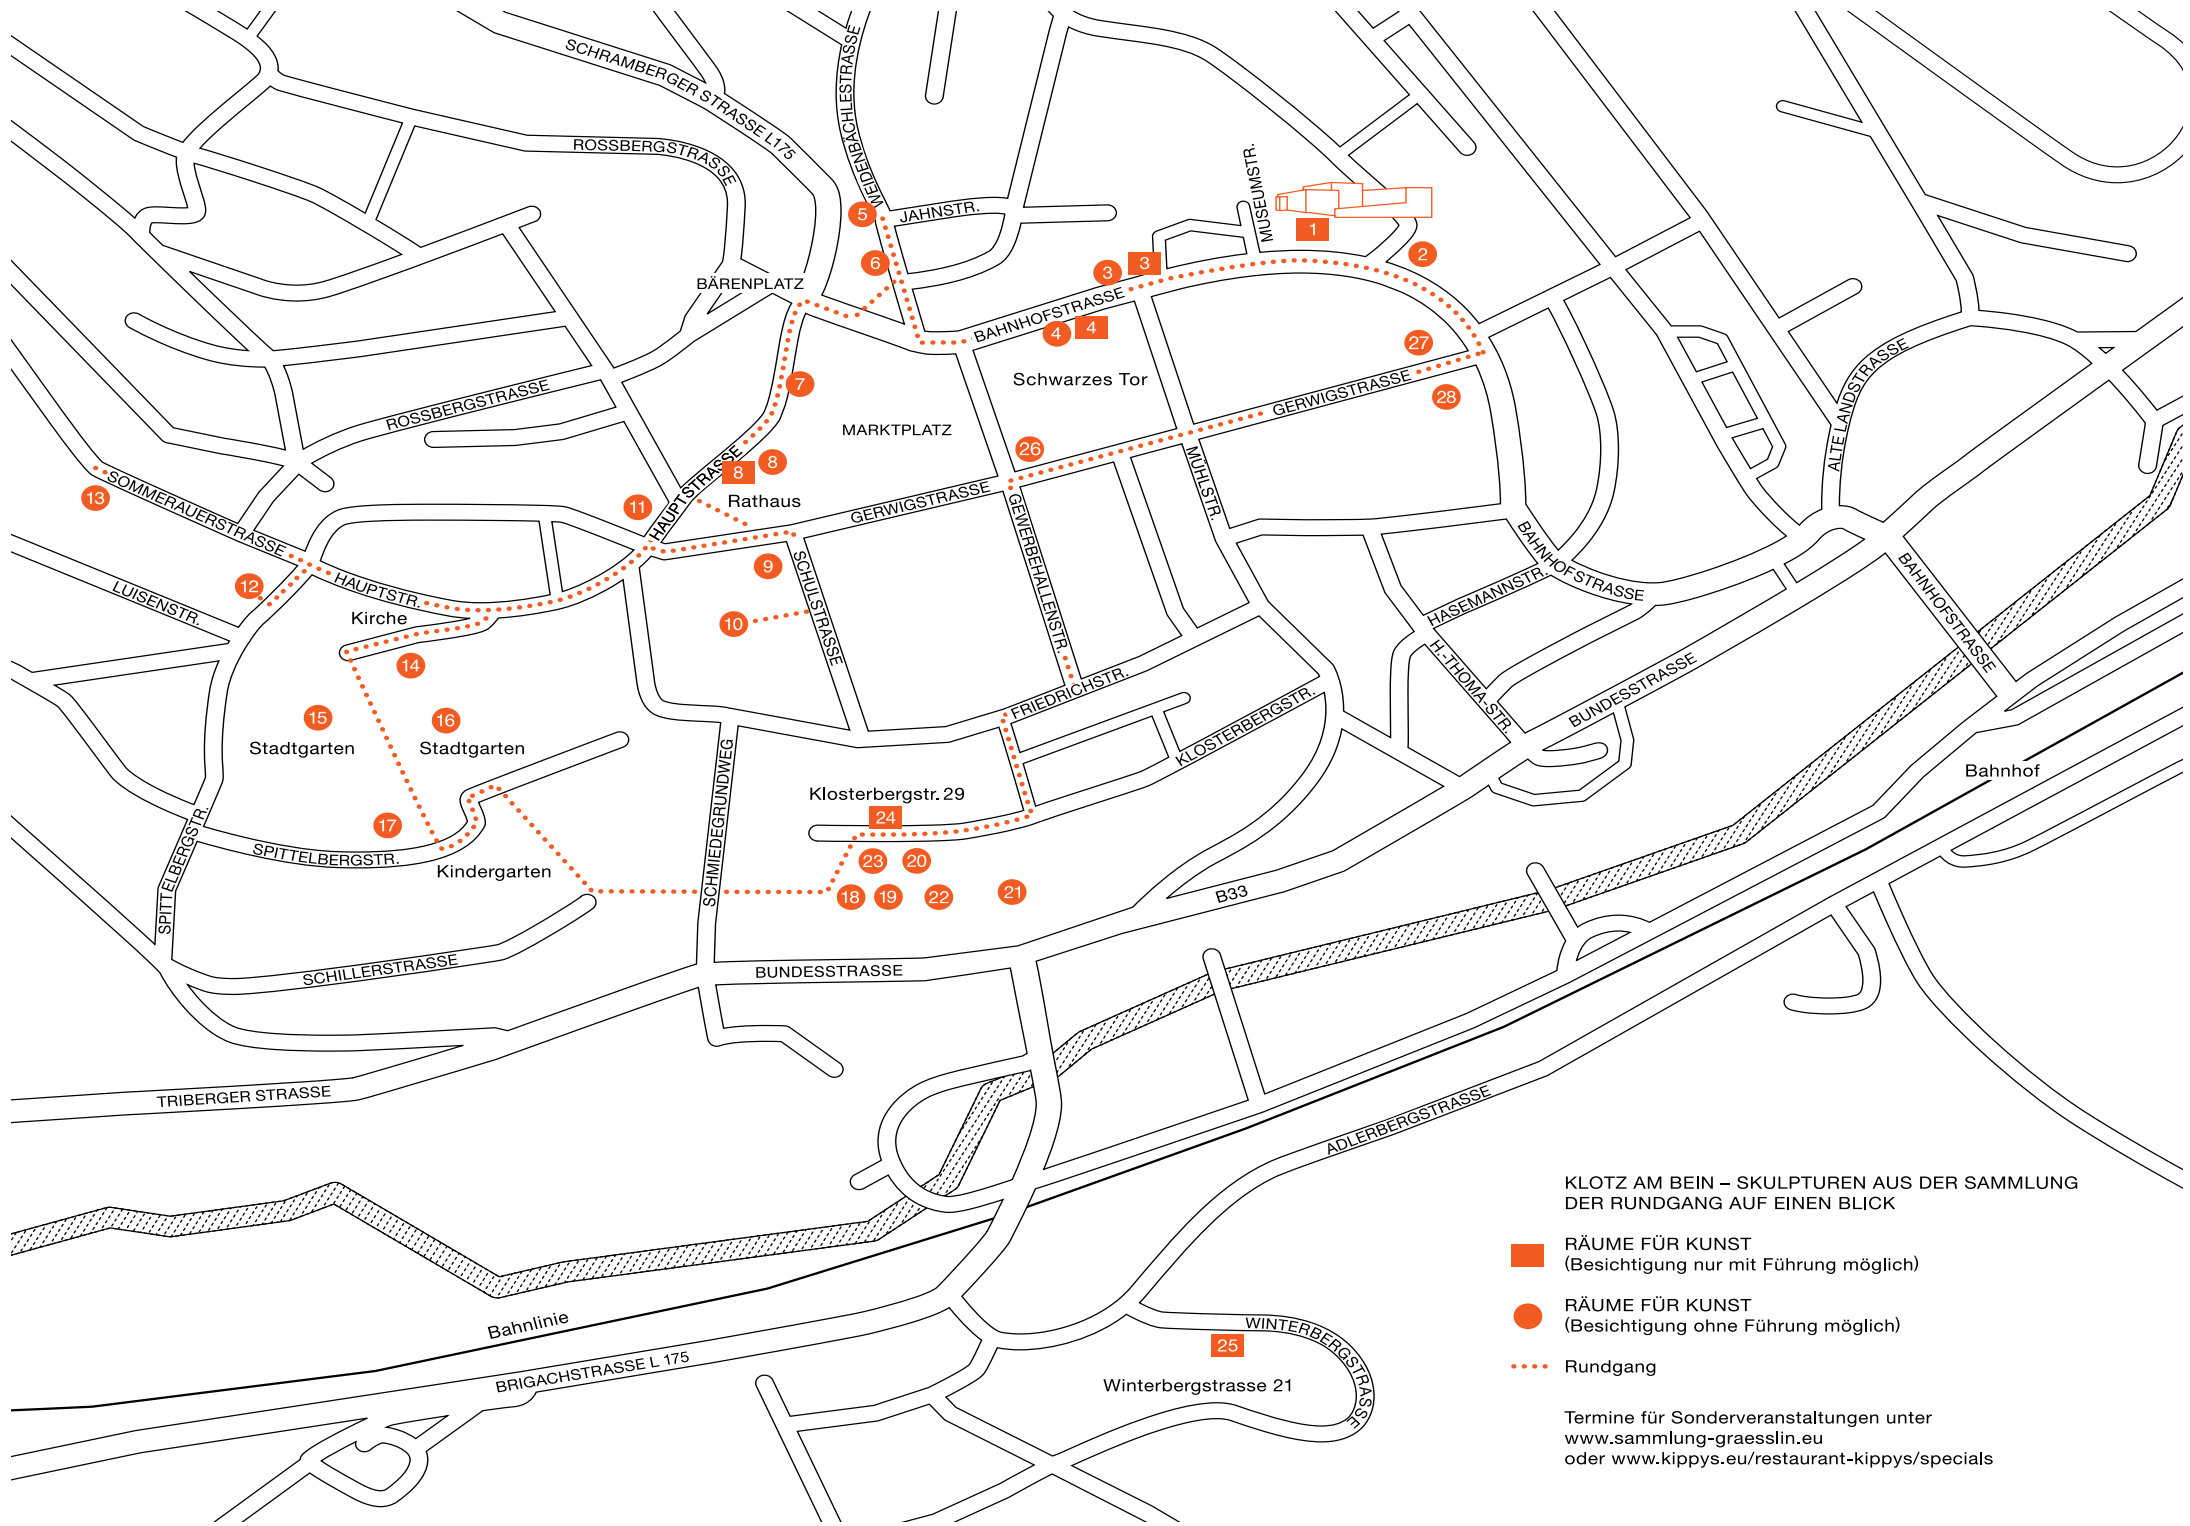 SCHRAMBERGER STRASSE L175
WEIDENBÄCHLESTRASSE
ROSSBERGSTRASSE
MUSEUMSTR.
JAHNSTR.
5
1
6
2
3
3
BÄRENPLATZ
BAHNHOFSTRASSE
4
4
27
Schwarzes Tor
7
GERWIGSTRASSE
28
ROSSBERGSTRASSE
MARKTPLATZ
ALTE LANDSTRASSE
26
8
8
HAUPTSTRASSE
Rathaus
MÜHLSTR.
13
SOMMERAUERSTRASSE
11
GERWIGSTRASSE
GEWERBEHALLENSTR.
BAHNHOFSTRASSE
BAHNHOFSTRASSE
9
SCHULSTRASSE
12
HAUPTSTR.
LUISENSTR.
HASEMANNSTR.
Kirche
10
14
H.-THOMA-STR.
FRIEDRICHSTR.
BUNDESSTRASSE
KLOSTERBERGSTR.
15
16
Stadtgarten
Stadtgarten
SCHMIEDEGRUNDWEG
Bahnhof
Klosterbergstr. 29
24
17
SPITTELBERGSTR.
SPITTELBERGSTR.
Kindergarten
23
20
18
19
22
21
B33
SCHILLERSTRASSE
BUNDESSTRASSE
TRIBERGER STRASSE
ADLERBERGSTRASSE
Bahnlinie
BRIGACHSTRASSE L 175
WINTERBERGSTRASSE
25
Winterbergstrasse 21
KLOTZ AM BEIN – SKULPTUREN AUS DER SAMMLUNG
DER RUNDGANG AUF EINEN BLICK
RÄUME FÜR KUNST
(Besichtigung nur mit Führung möglich)
RÄUME FÜR KUNST
(Besichtigung ohne Führung möglich)
Rundgang
Termine für Sonderveranstaltungen unter
www.sammlung-graesslin.eu
oder www.kippys.eu/restaurant-kippys/specials